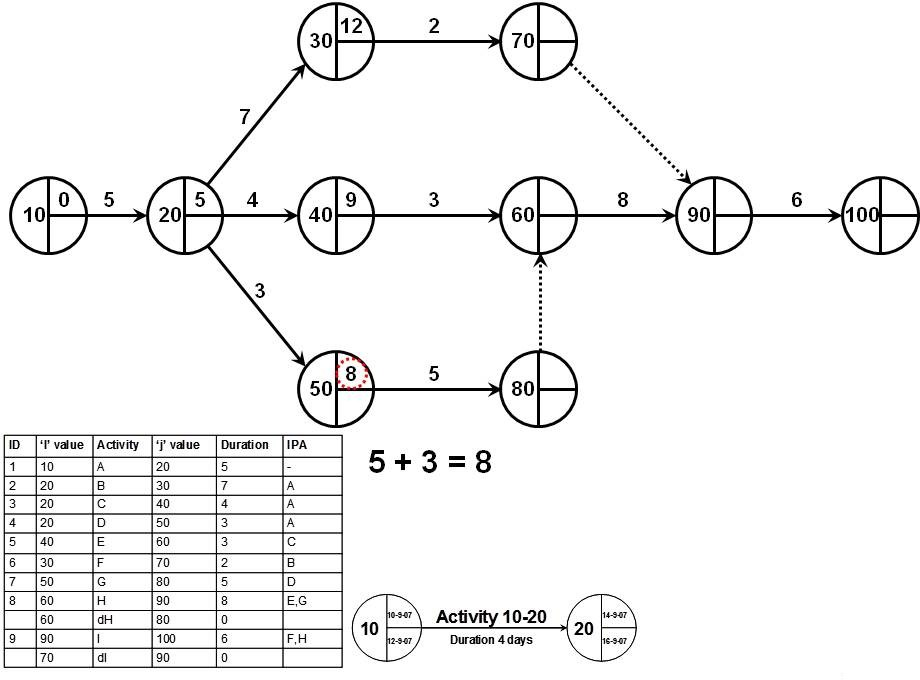 12
30
2
70
7
0
10
5
5
20
4
9
40
3
60
8
90
6
100
3
8
50
5
80
ID 'I' value Activity 'j' value Duration IPA
1 10 A 20 5 -
2 20 B 30 7 A
3 20 C 40 4 A
4 20 D 50 3 A
5 40 E 60 3 C
6 30 F 70 2 B
7 50 G 80 5 D
8 60 H 90 8 E,G
60 dH 80 0
9 90 I 100 6 F,H
70 dI 90 0
5 + 3 = 8
10
10-9-07
12-9-07
Activity 10-20
Duration 4 days
20
14-9-07
16-9-07